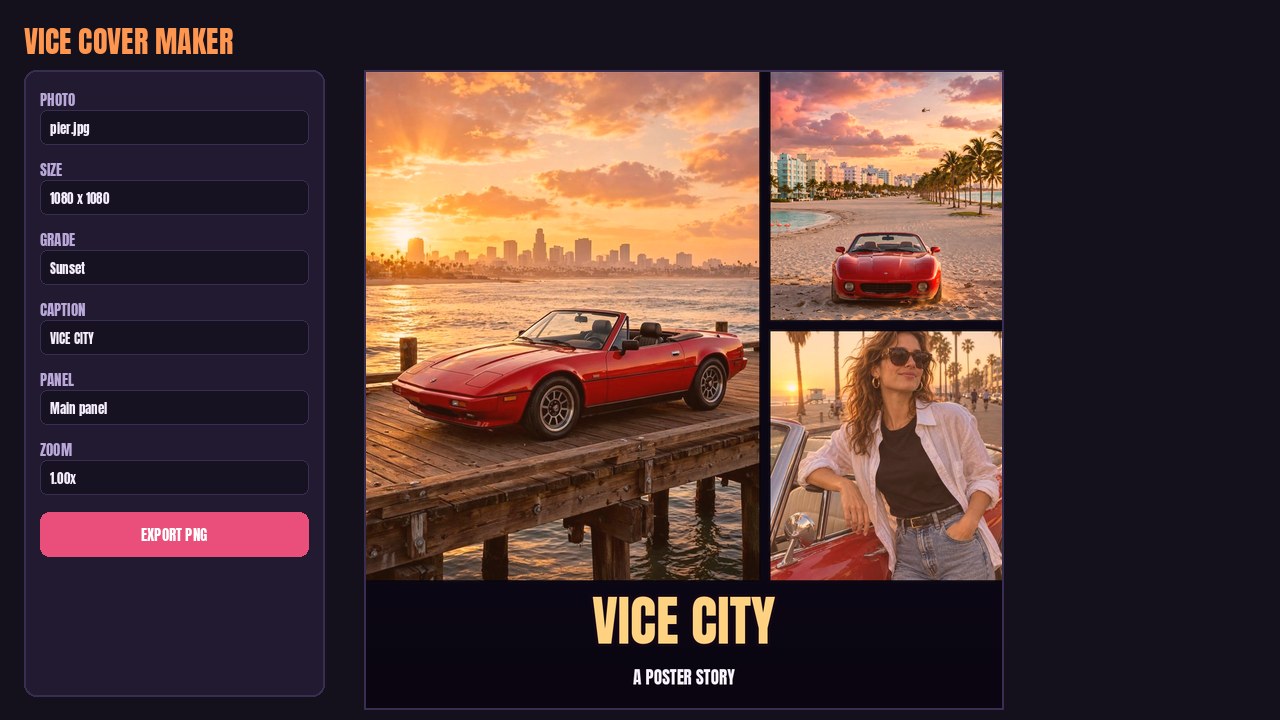 VICE COVER MAKER
PHOTO
pier.jpg
SIZE
1080 x 1080
GRADE
Sunset
CAPTION
VICE CITY
PANEL
Main panel
ZOOM
1.00x
EXPORT PNG
VICE CITY
A POSTER STORY